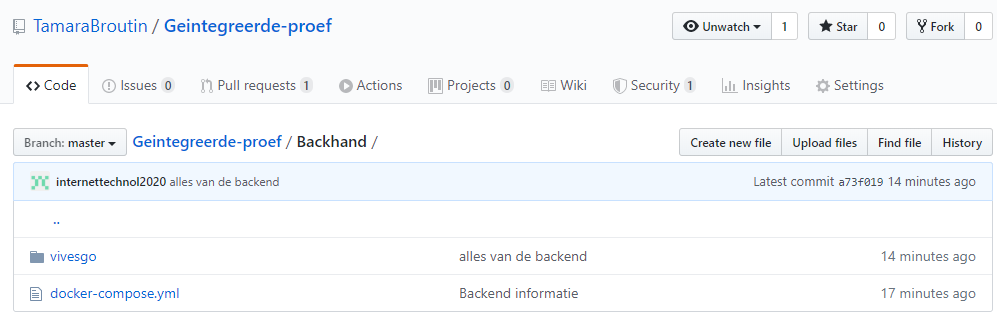 TamaraBroutin / Geintegreerde-proef Unwatch 1 Star 0 Fork 0
Code Issues 0 Pull requests 1 Actions Projects 0 Wiki Security 1 Insights Settings
Branch: master Geintegreerde-proef / Backhand / Create new file Upload files Find file History
internettechnol2020 alles van de backend Latest commit a73f019 14 minutes ago
..
vivesgo alles van de backend 14 minutes ago
docker-compose.yml Backend informatie 17 minutes ago